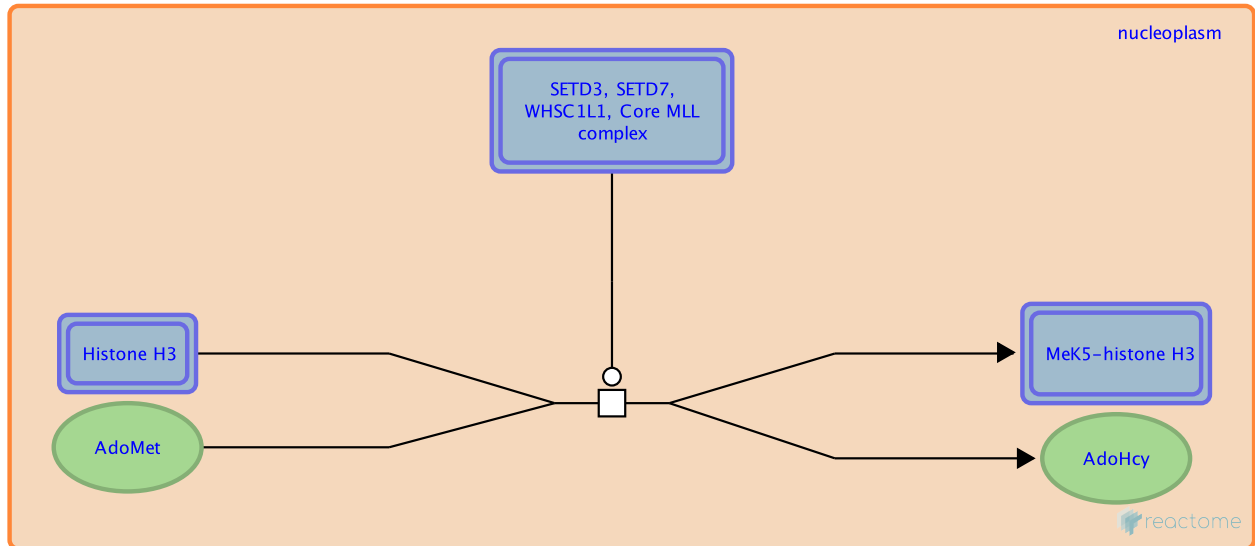 nucleoplasm
SETD3, SETD7,
WHSC1L1, Core MLL
complex
Histone H3
MeK5-histone H3
AdoMet
AdoHcy
reactome